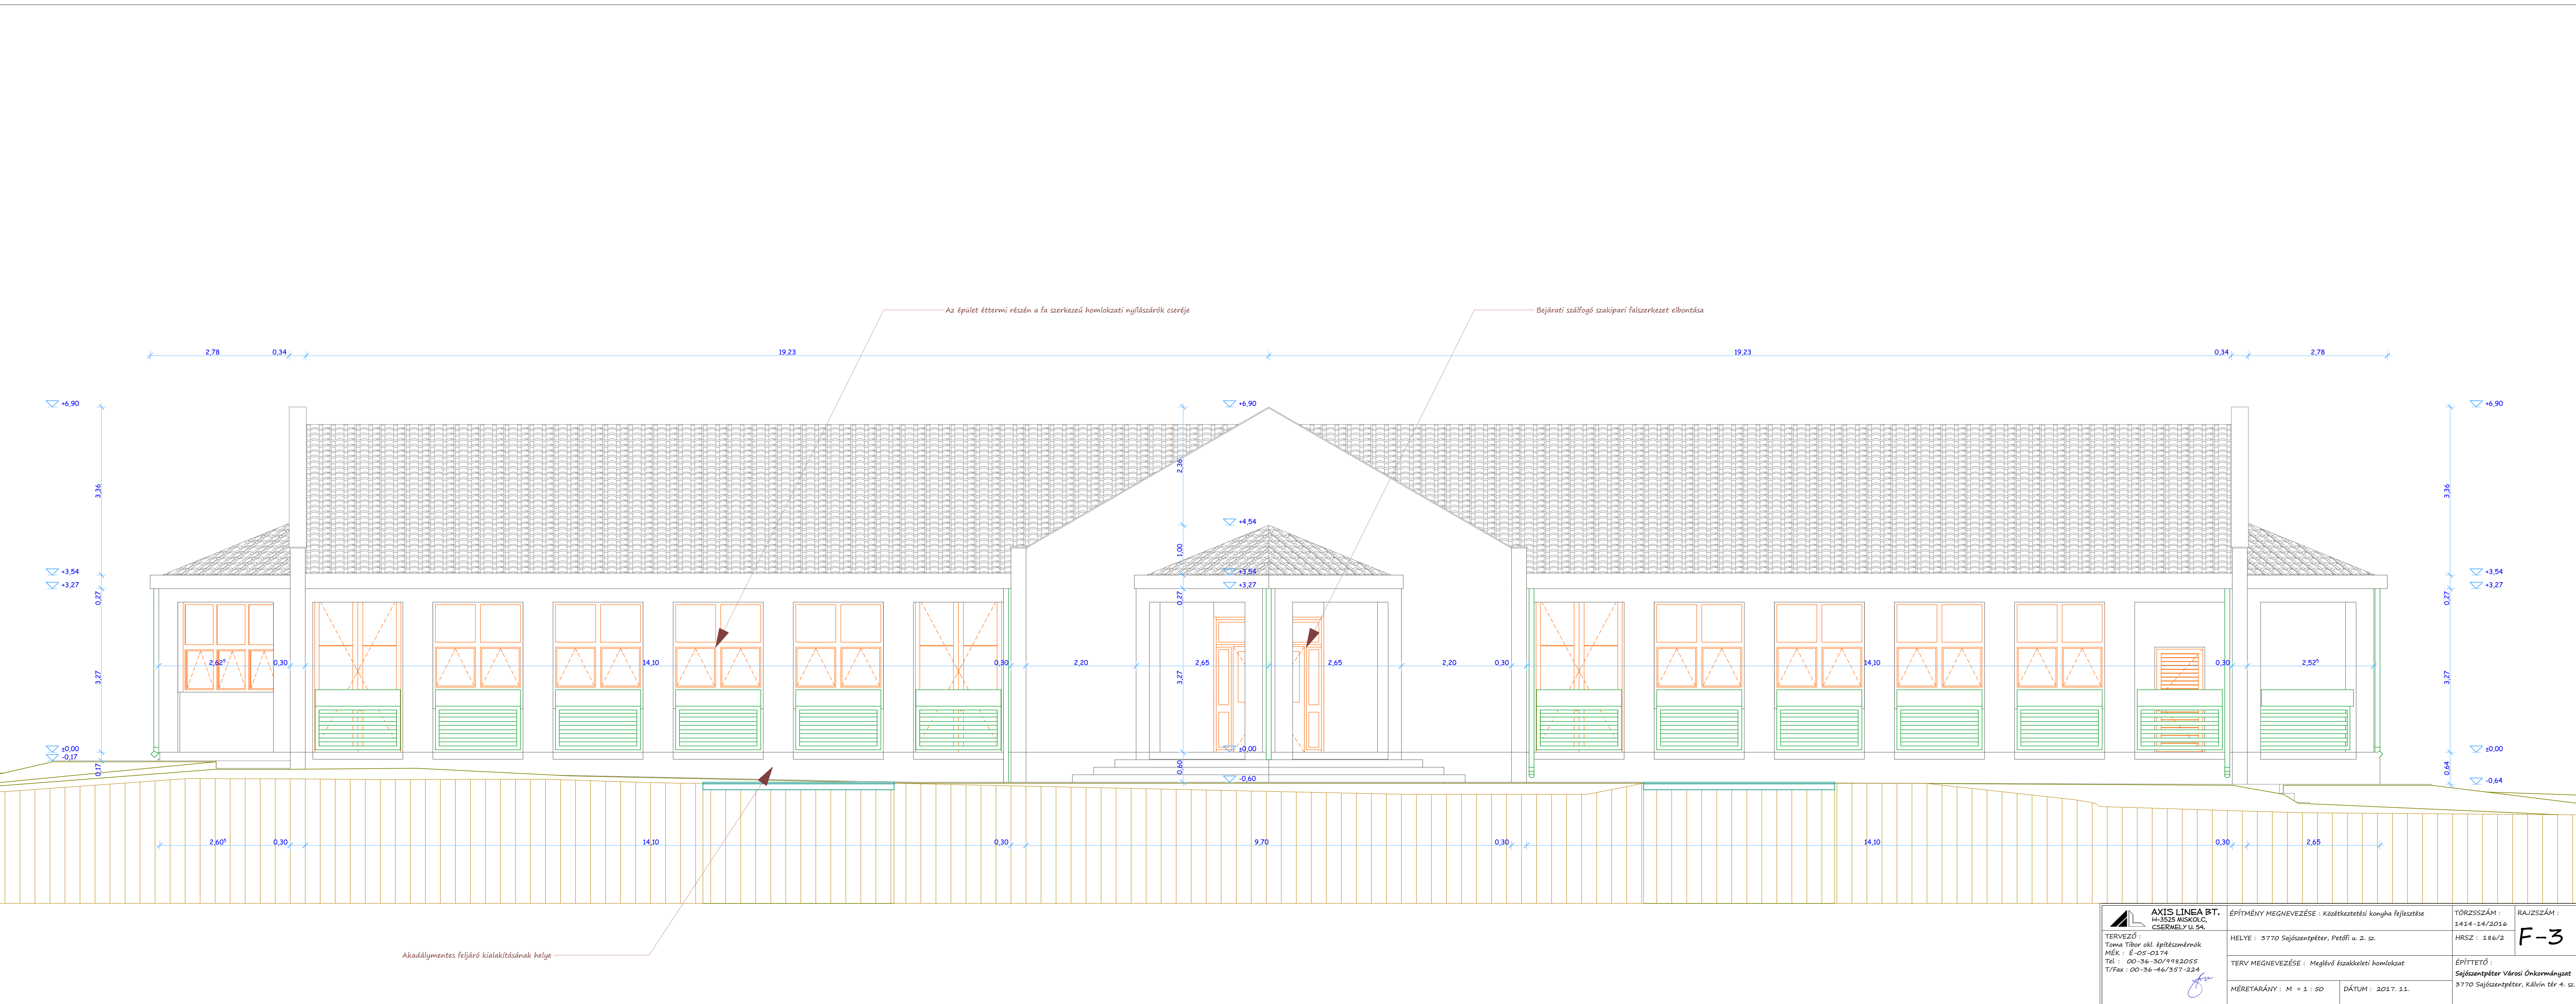 Az épület éttermi részén a fa szerkezeű homlokzati nyílászárók cseréje
Bejárati szálfogó szakipari falszerkezet elbontása
2,78 0,34 19,23 19,23 0,34 2,78
+6,90 +6,90 +6,90
3,36 2,36 3,36
+4,54
1,00
+3,54 +3,54 +3,54
+3,27 +3,27 +3,27
0,27 0,27 0,27
2,62⁵ 0,30 14,10 0,30 2,20 2,65 2,65 2,20 0,30 14,10 0,30 2,52⁵
3,27 3,27 3,27
±0,00 ±0,00 ±0,00
-0,17
0,17 0,60 0,64
-0,60 -0,64
2,60⁵ 0,30 14,10 0,30 9,70 0,30 14,10 0,30 2,65
Akadálymentes feljáró kialakításának helye
AXIS LINEA BT.
H-3525 MISKOLC,
CSERMELY U. 54.
TERVEZŐ :
Toma Tibor okl. építészmérnök
MÉK : É-05-0174
Tel. : 00-36-30/9982055
T/Fax : 00-36-46/357-224
ÉPÍTMÉNY MEGNEVEZÉSE : Közétkeztetési konyha fejlesztése
HELYE : 3770 Sajószentpéter, Petőfi u. 2. sz.
TERV MEGNEVEZÉSE : Meglévő északkeleti homlokzat
MÉRETARÁNY : M = 1 : 50
DÁTUM : 2017. 11.
TÖRZSSZÁM :
1414-14/2016
HRSZ : 186/2
RAJZSZÁM :
F-3
ÉPÍTTETŐ :
Sajószentpéter Városi Önkormányzat
3770 Sajószentpéter, Kálvin tér 4. sz.